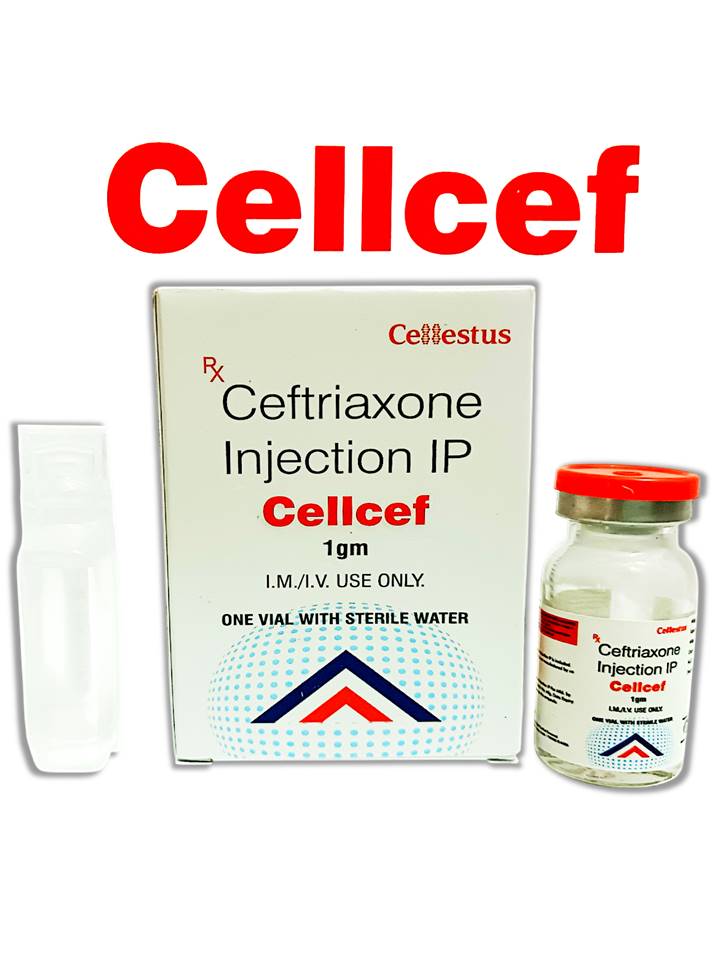 Cellcef
Cellestus
Rx
Ceftriaxone
Injection IP
Cellcef
1gm
I.M./I.V. USE ONLY.
ONE VIAL WITH STERILE WATER
Cellestus
Rx
Ceftriaxone
Injection IP
Cellcef
1gm
I.M./I.V. USE ONLY.
ONE VIAL WITH STERILE WATER